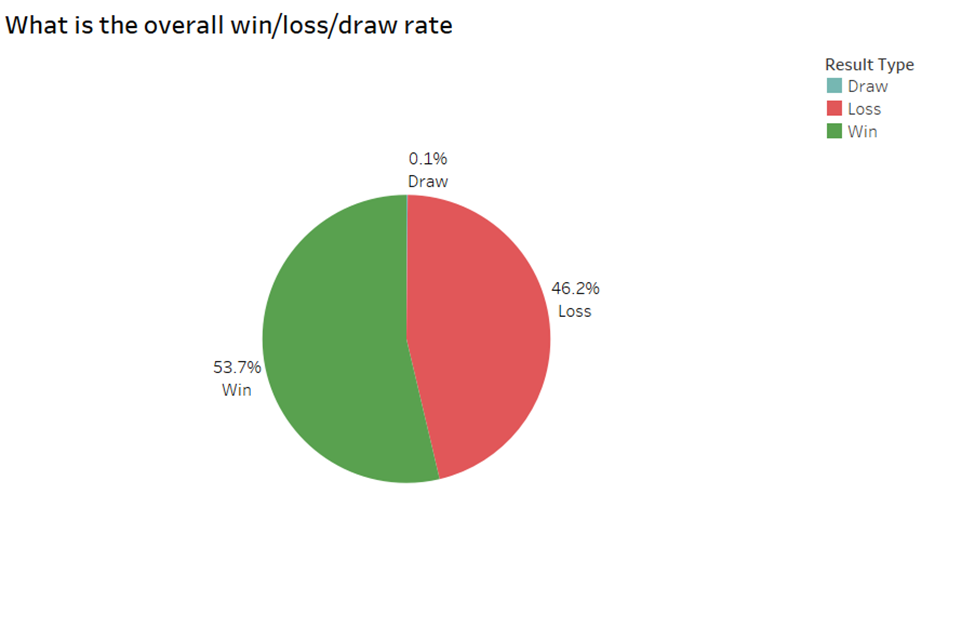 What is the overall win/loss/draw rate
Result Type
Draw
Loss
Win
0.1%
Draw
46.2%
Loss
53.7%
Win